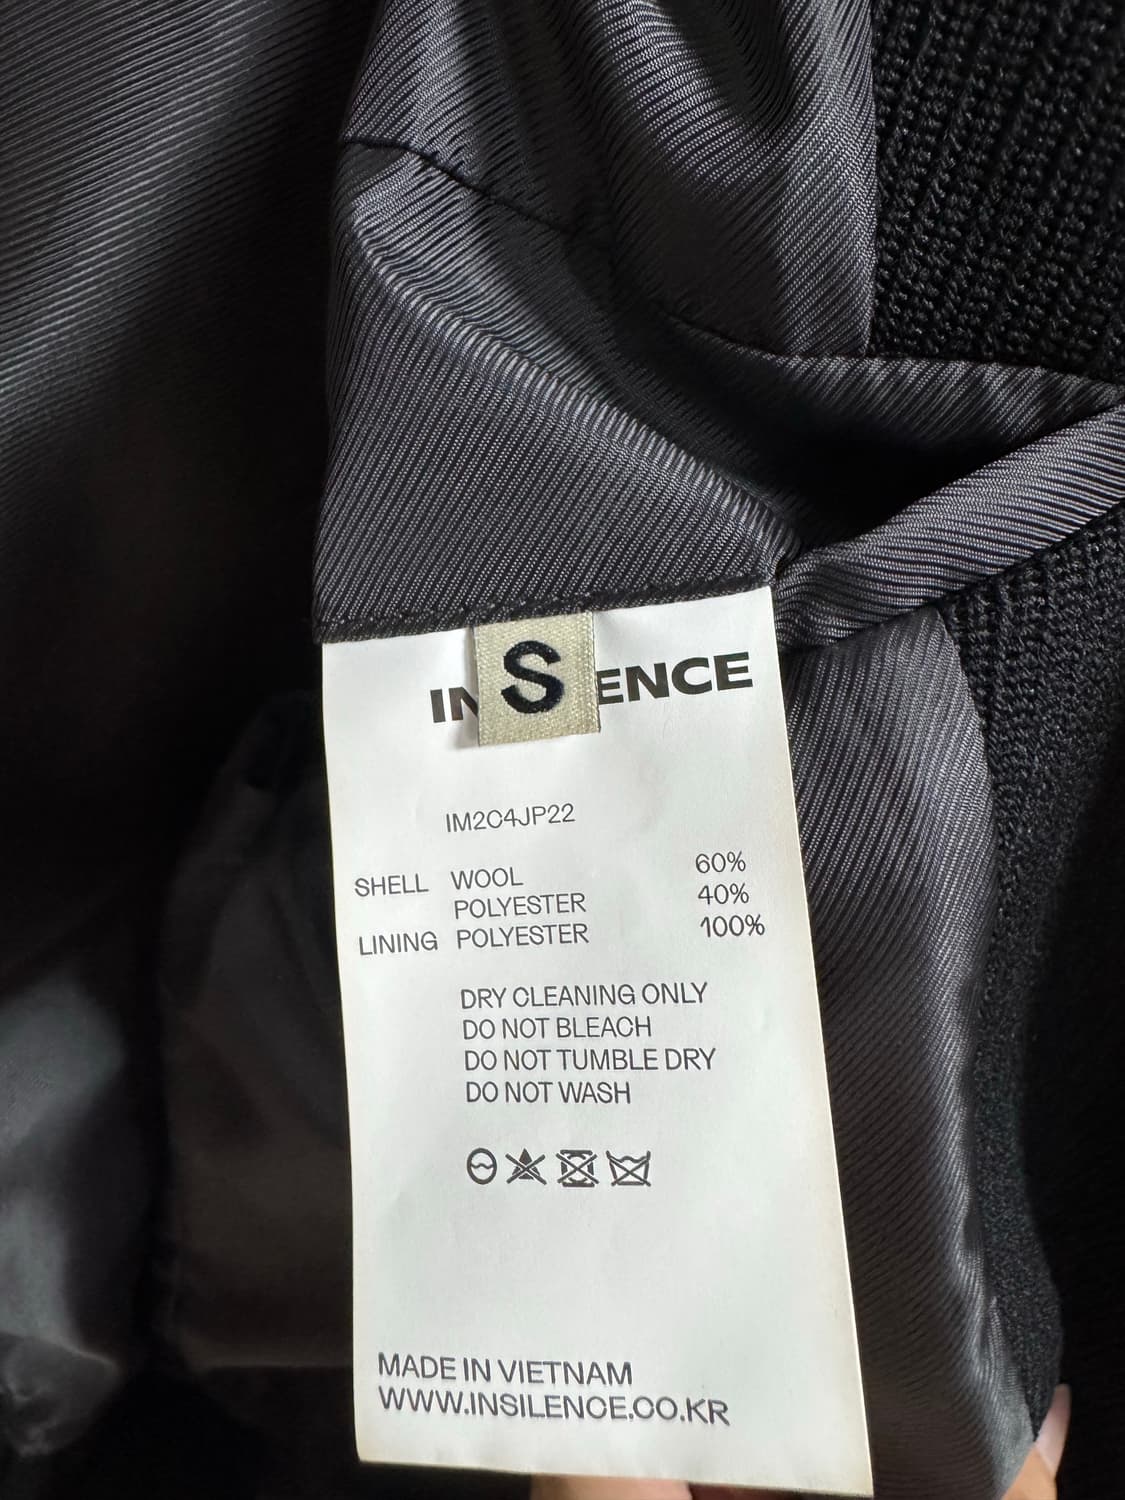 S
IN ENCE
IM2C4JP22
SHELL WOOL 60%
POLYESTER 40%
LINING POLYESTER 100%
DRY CLEANING ONLY
DO NOT BLEACH
DO NOT TUMBLE DRY
DO NOT WASH
MADE IN VIETNAM
WWW.INSILENCE.CO.KR